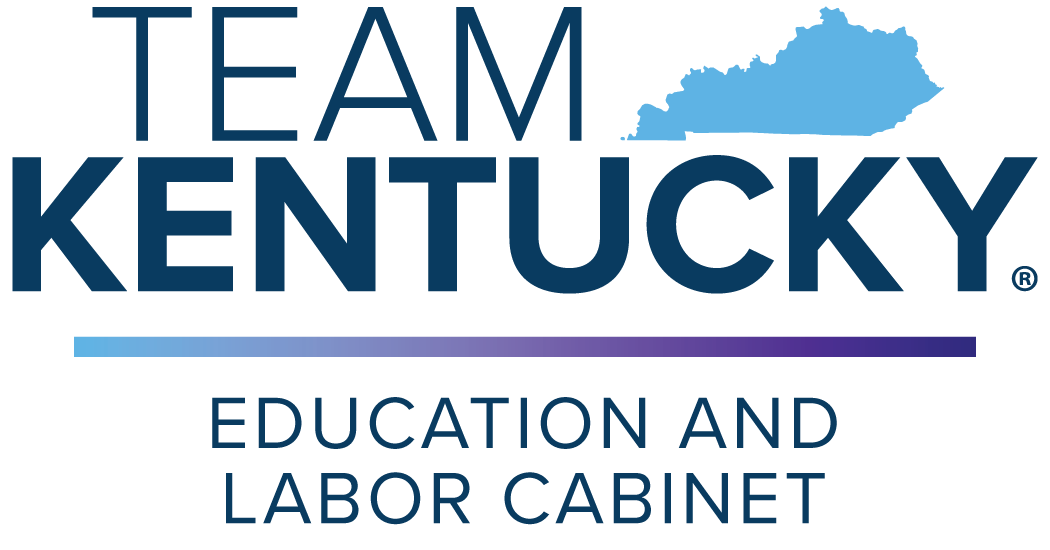 TEAM
KENTUCKY®
EDUCATION AND
LABOR CABINET